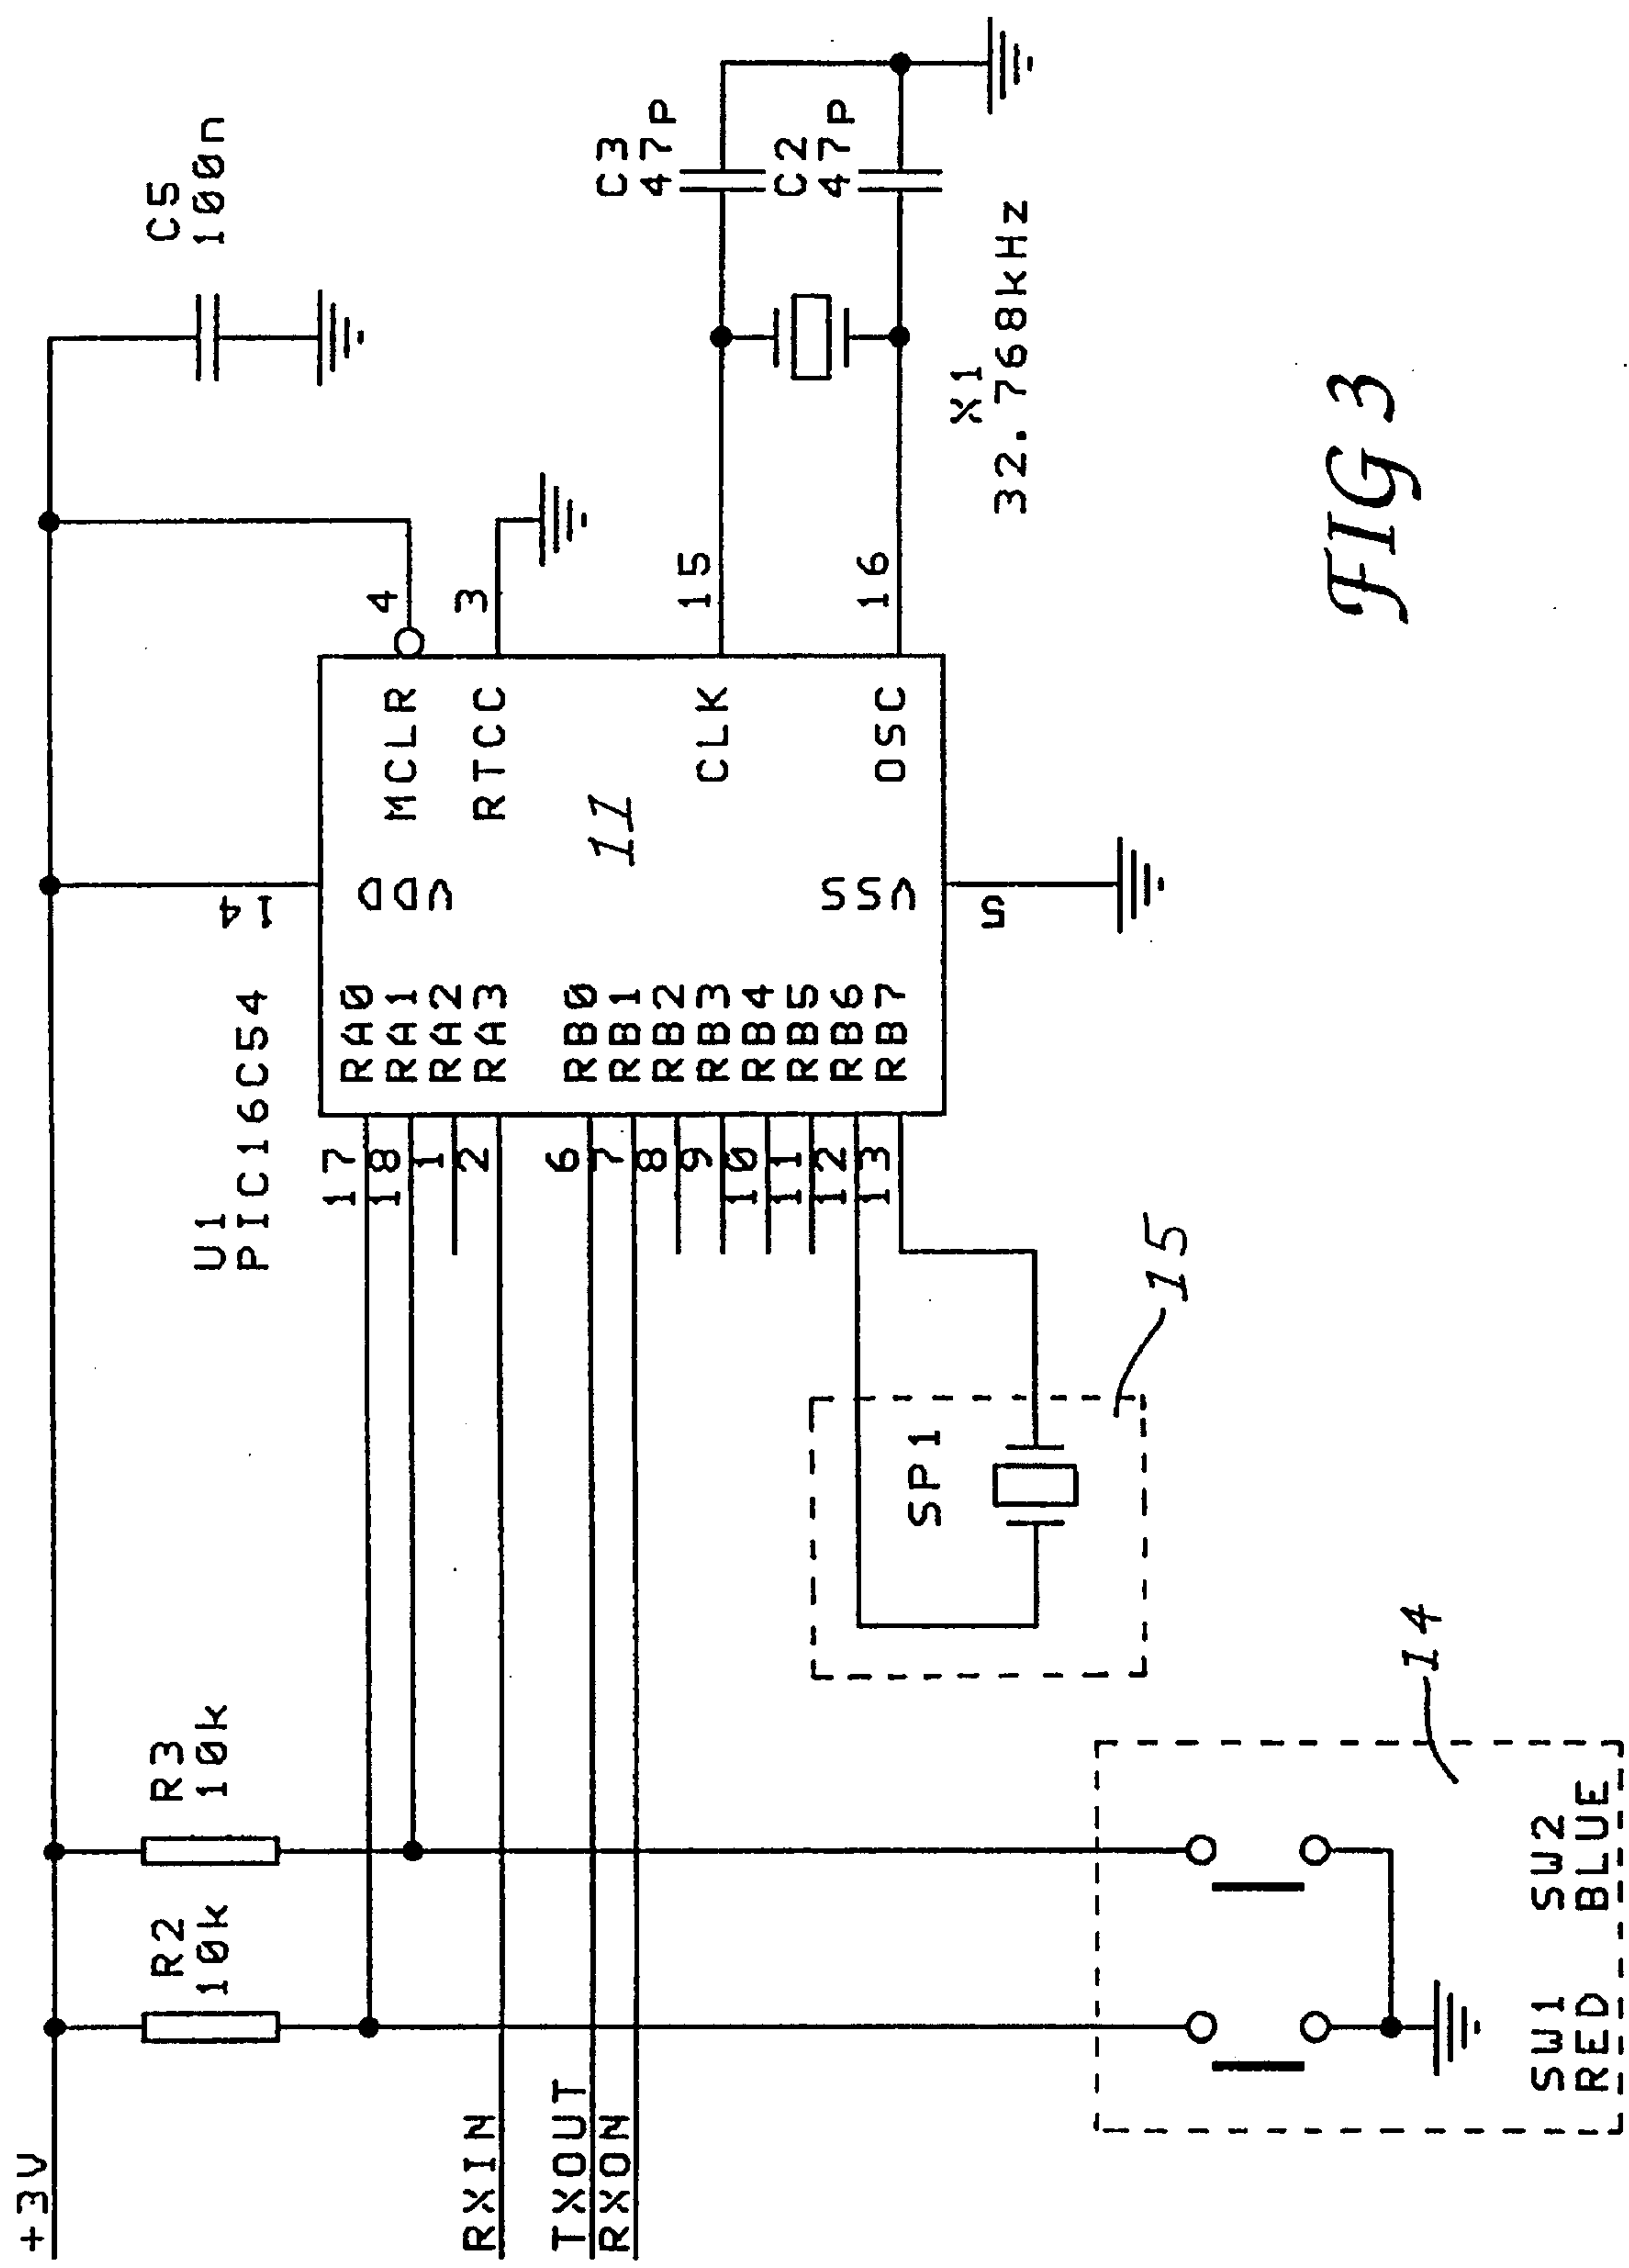 +3V
R2
10k
R3
10k
U1
PIC16C54
C5
100n
RXIN
TXOUT
RXON
17
18
1
2
6
7
8
9
10
11
12
13
RA0
RA1
RA2
RA3
RB0
RB1
RB2
RB3
RB4
RB5
RB6
RB7
14
VDD
VSS
5
11
MCLR
RTCC
CLK
OSC
4
3
15
16
C3
47p
C2
47p
X1
32.768kHz
SP1
15
14
SW1
RED
SW2
BLUE
FIG 3